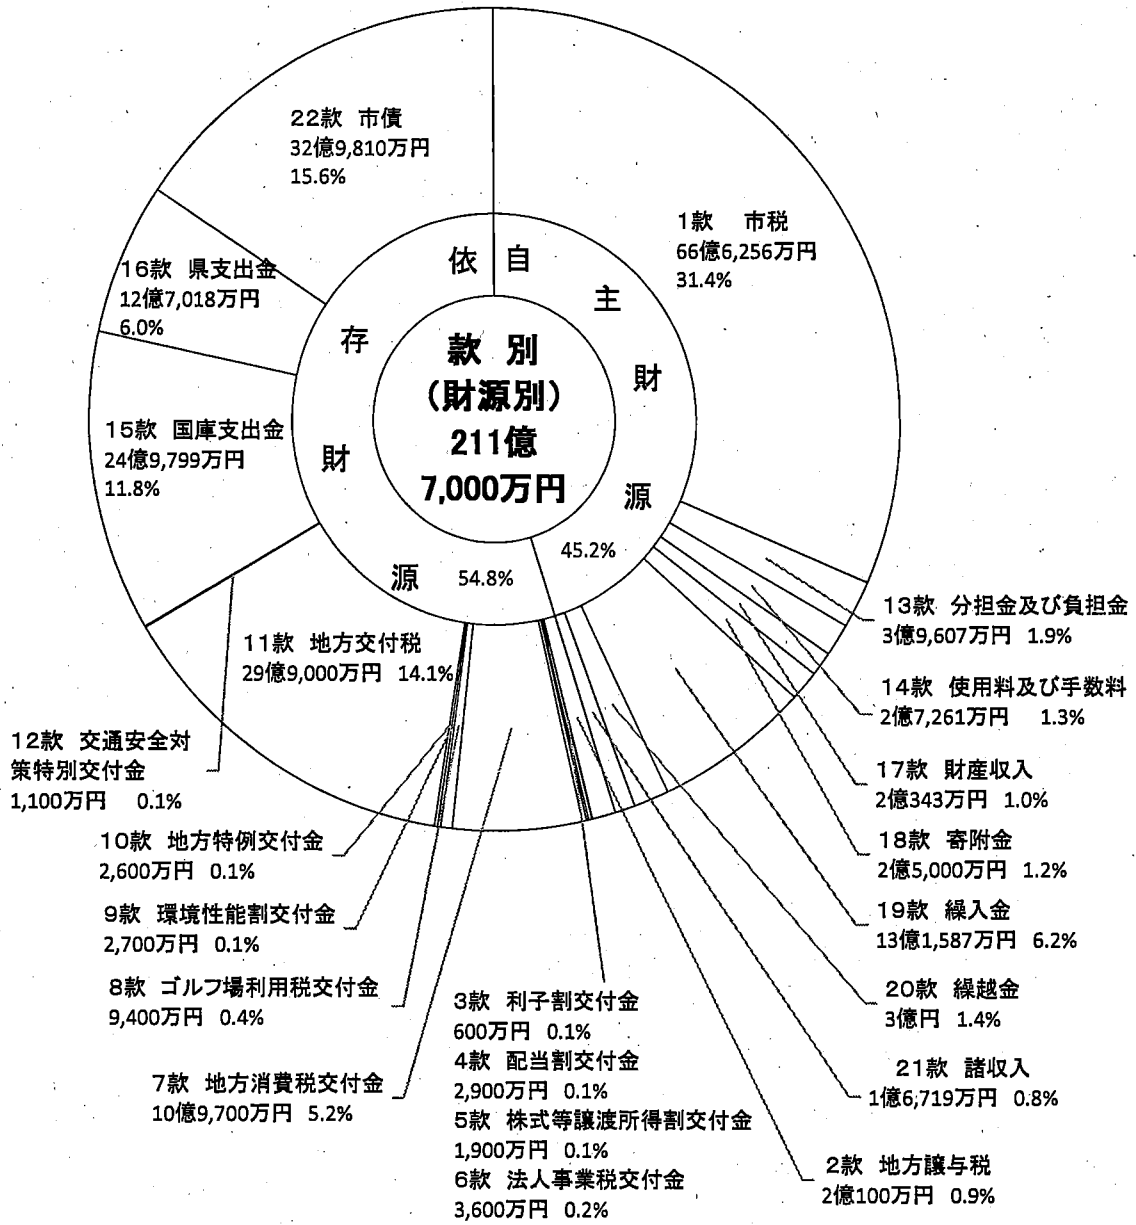 22款 市債
32億9,810万円
15.6%
1款 市税
66億6,256万円
31.4%
16款 県支出金
12億7,018万円
6.0%
15款 国庫支出金
24億9,799万円
11.8%
依存財源
54.8%
自主財源
45.2%
款 別
(財源別)
211億
7,000万円
11款 地方交付税
29億9,000万円 14.1%
12款 交通安全対
策特別交付金
1,100万円 0.1%
10款 地方特例交付金
2,600万円 0.1%
9款 環境性能割交付金
2,700万円 0.1%
8款 ゴルフ場利用税交付金
9,400万円 0.4%
7款 地方消費税交付金
10億9,700万円 5.2%
3款 利子割交付金
600万円 0.1%
4款 配当割交付金
2,900万円 0.1%
5款 株式等譲渡所得割交付金
1,900万円 0.1%
6款 法人事業税交付金
3,600万円 0.2%
13款 分担金及び負担金
3億9,607万円 1.9%
14款 使用料及び手数料
2億7,261万円 1.3%
17款 財産収入
2億343万円 1.0%
18款 寄附金
2億5,000万円 1.2%
19款 繰入金
13億1,587万円 6.2%
20款 繰越金
3億円 1.4%
21款 諸収入
1億6,719万円 0.8%
2款 地方譲与税
2億100万円 0.9%